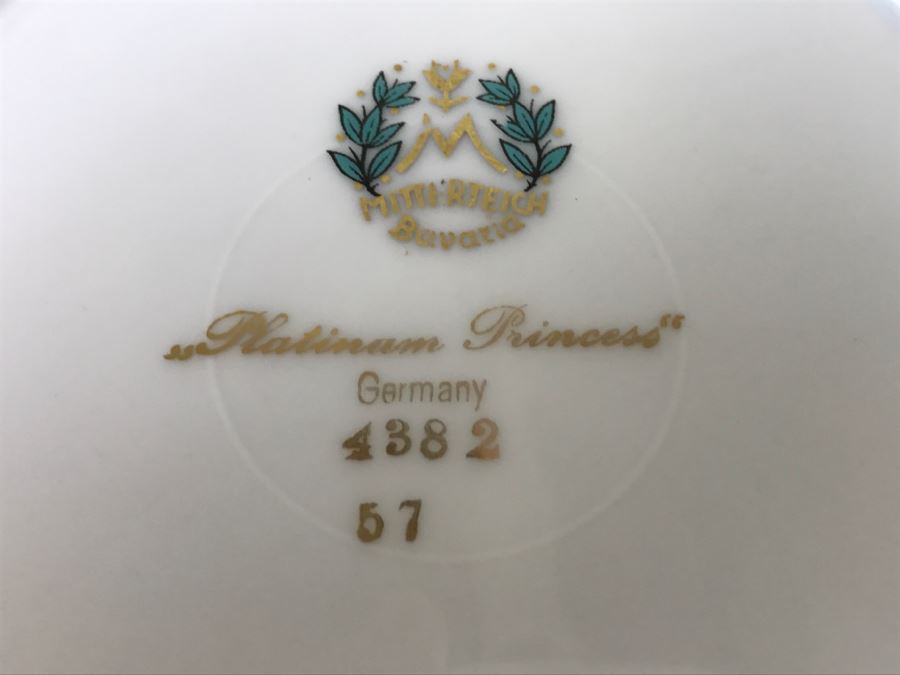 M
MITTERTEICH
Bavaria
„Platinum Princess“
Germany
4382
57